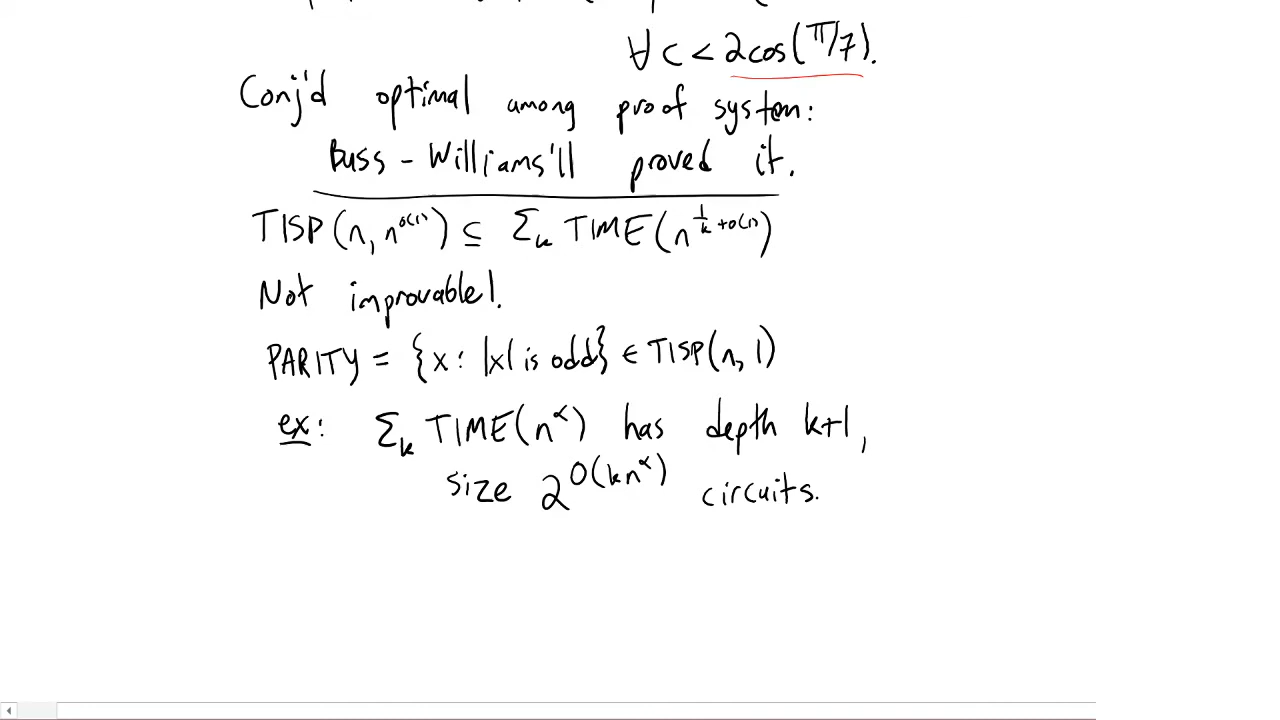 ∀ c < 2cos(π/7).
Conj'd optimal among proof system:
Buss - Williams'11 proved it.
TISP(n, n^{o(1)}) ⊆ Σ_k TIME(n^{1/k + o(1)})
Not improvable!
PARITY = {x : |x| is odd} ∈ TISP(n, 1)
ex: Σ_k TIME(n^α) has depth k+1,
size 2^{O(kn^α)} circuits.